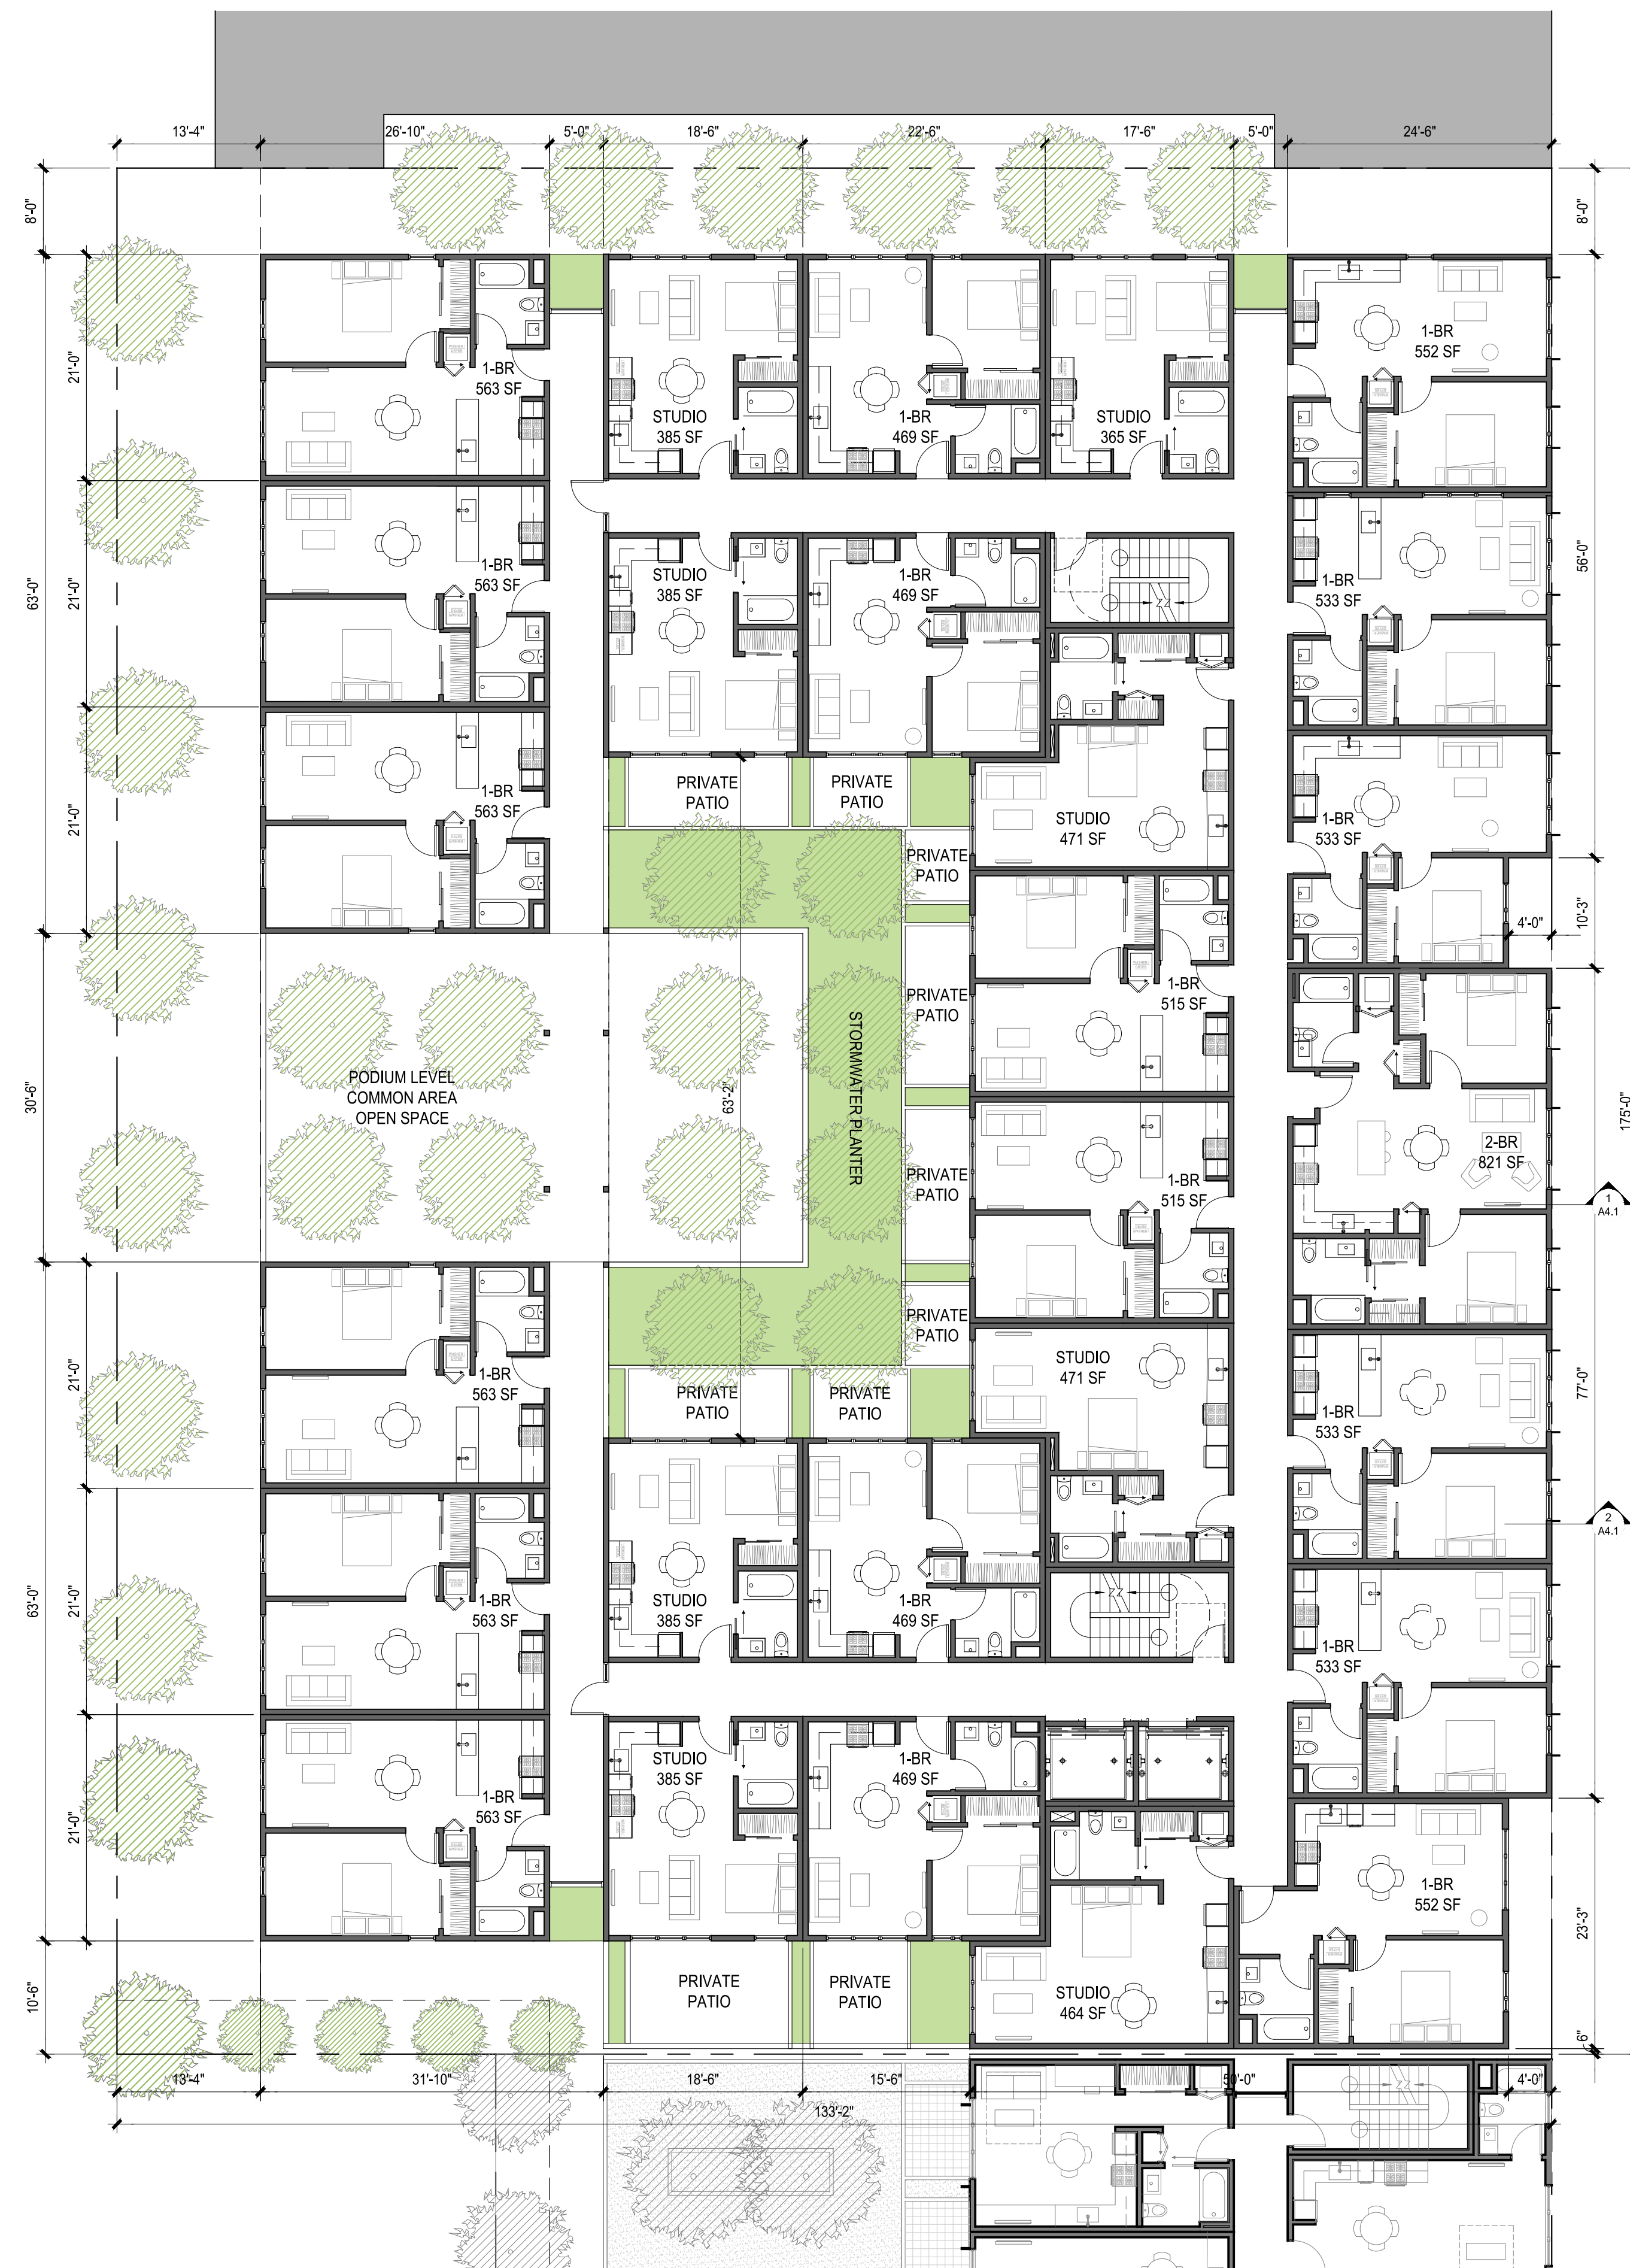 13'-4"
26'-10"
5'-0"
18'-6"
22'-6"
17'-6"
5'-0"
24'-6"
8'-0"
8'-0"
63'-0"
21'-0"
1-BR
563 SF
STUDIO
385 SF
1-BR
469 SF
STUDIO
365 SF
1-BR
552 SF
21'-0"
1-BR
563 SF
STUDIO
385 SF
1-BR
469 SF
1-BR
533 SF
56'-0"
21'-0"
1-BR
563 SF
PRIVATE
PATIO
PRIVATE
PATIO
STUDIO
471 SF
1-BR
533 SF
PRIVATE
PATIO
4'-0"
10'-3"
30'-6"
PODIUM LEVEL
COMMON AREA
OPEN SPACE
63'-2"
STORMWATER PLANTER
PRIVATE
PATIO
1-BR
515 SF
175'-0"
PRIVATE
PATIO
1-BR
515 SF
2-BR
821 SF
1
A4.1
PRIVATE
PATIO
63'-0"
21'-0"
1-BR
563 SF
PRIVATE
PATIO
PRIVATE
PATIO
STUDIO
471 SF
1-BR
533 SF
77'-0"
2
A4.1
21'-0"
1-BR
563 SF
STUDIO
385 SF
1-BR
469 SF
1-BR
533 SF
21'-0"
1-BR
563 SF
STUDIO
385 SF
1-BR
469 SF
1-BR
552 SF
23'-3"
10'-6"
PRIVATE
PATIO
PRIVATE
PATIO
STUDIO
464 SF
6"
13'-4"
31'-10"
18'-6"
15'-6"
50'-0"
4'-0"
133'-2"